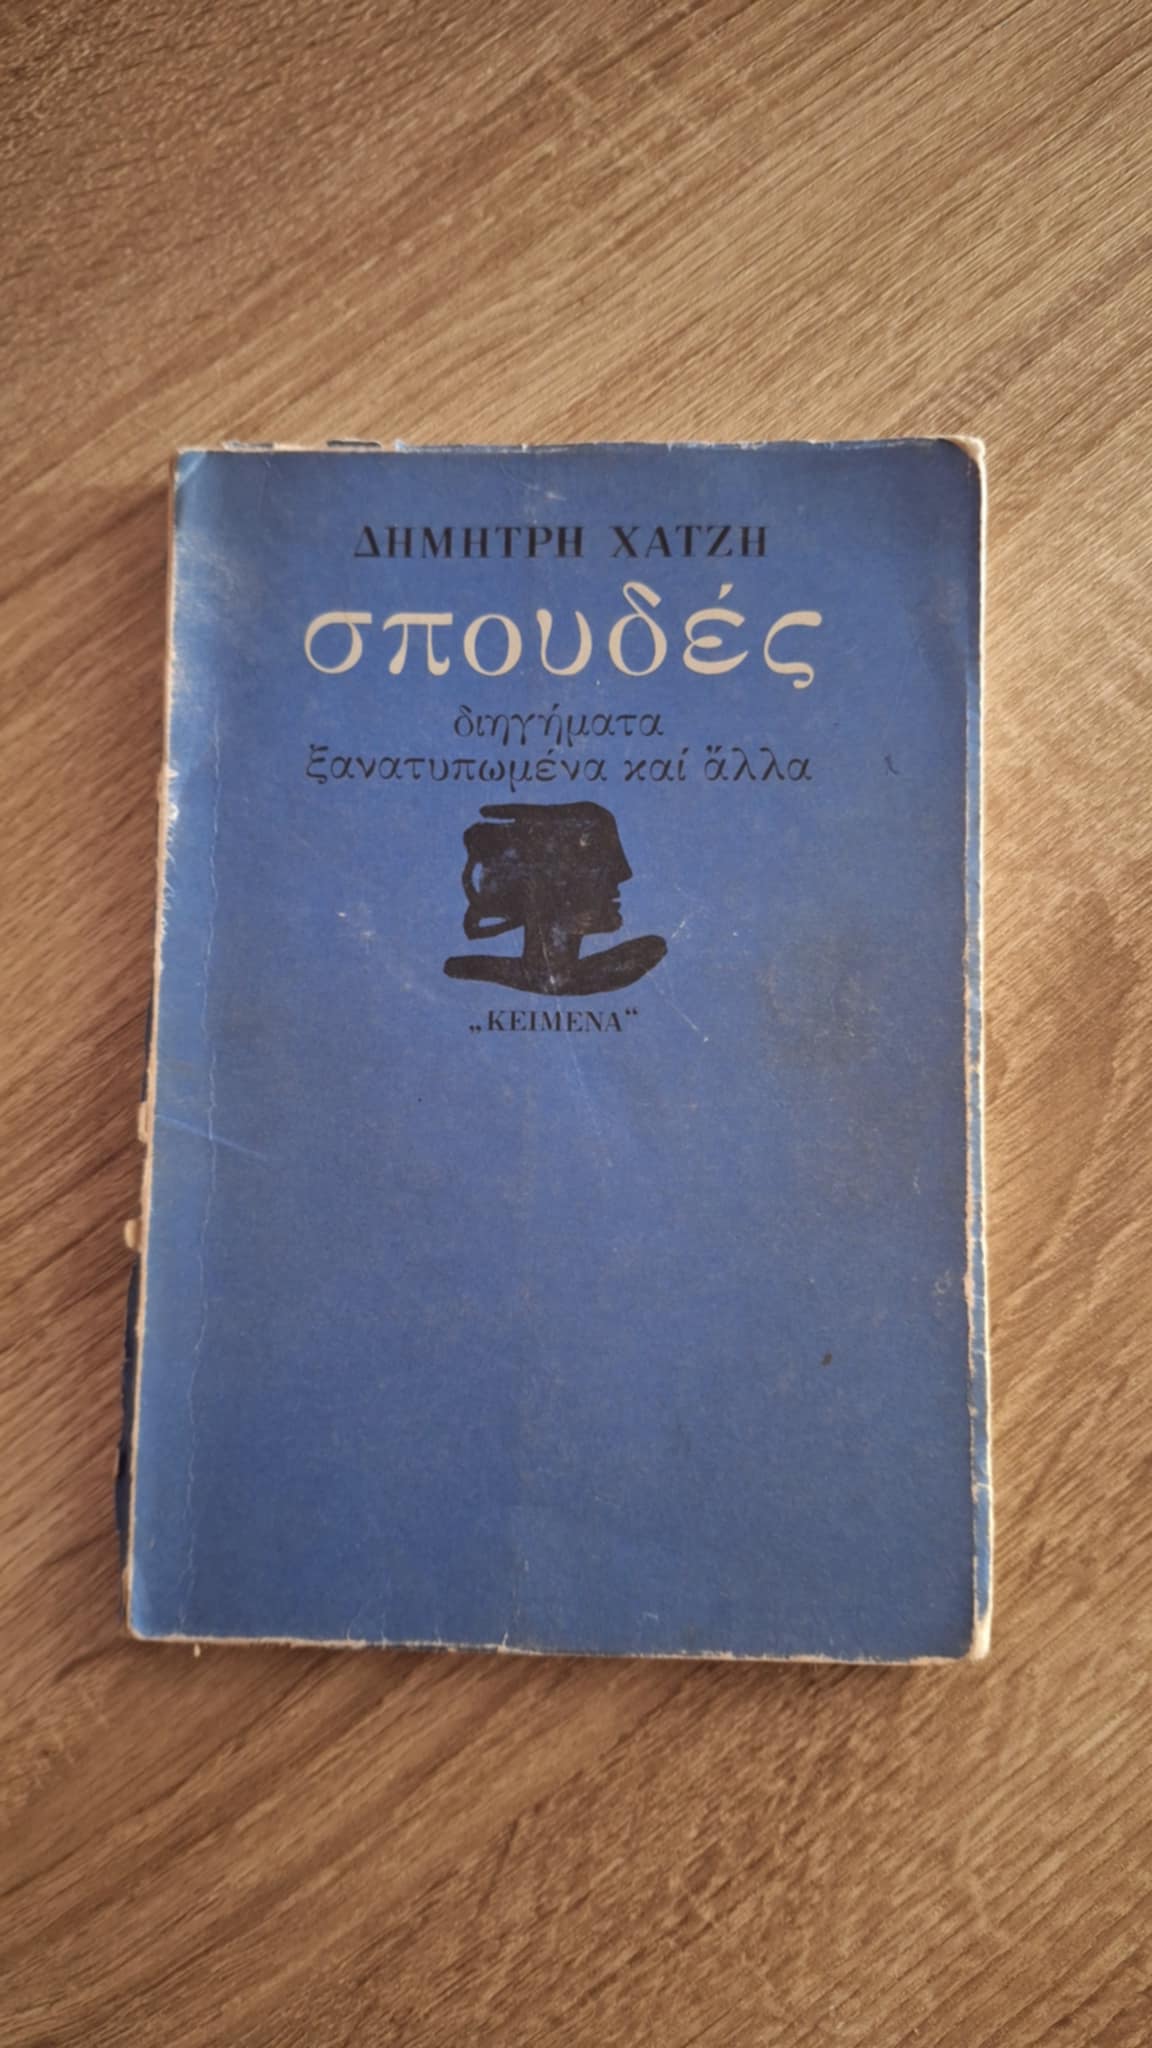 ΔΗΜΗΤΡΗ ΧΑΤΖΗ
σπουδές
διηγήματα
ξανατυπωμένα καί ἄλλα
„ΚΕΙΜΕΝΑ“